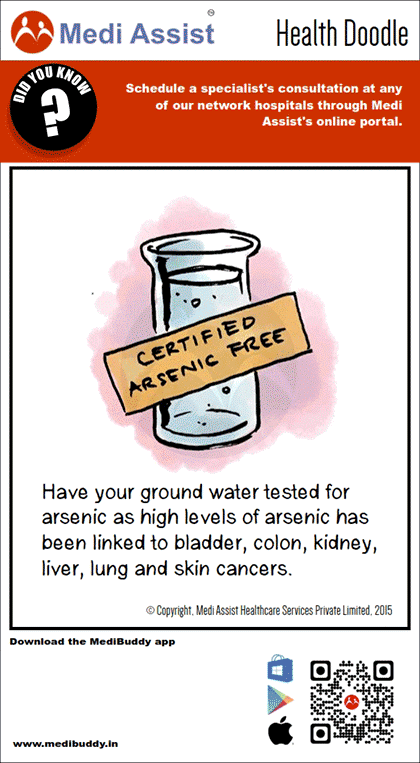 Medi Assist
TM
Health Doodle
DID YOU KNOW
?
Schedule a specialist's consultation at any
of our network hospitals through Medi
Assist's online portal.
CERTIFIED
ARSENIC FREE
Have your ground water tested for
arsenic as high levels of arsenic has
been linked to bladder, colon, kidney,
liver, lung and skin cancers.
© Copyright, Medi Assist Healthcare Services Private Limited, 2015
Download the MediBuddy app
www.medibuddy.in